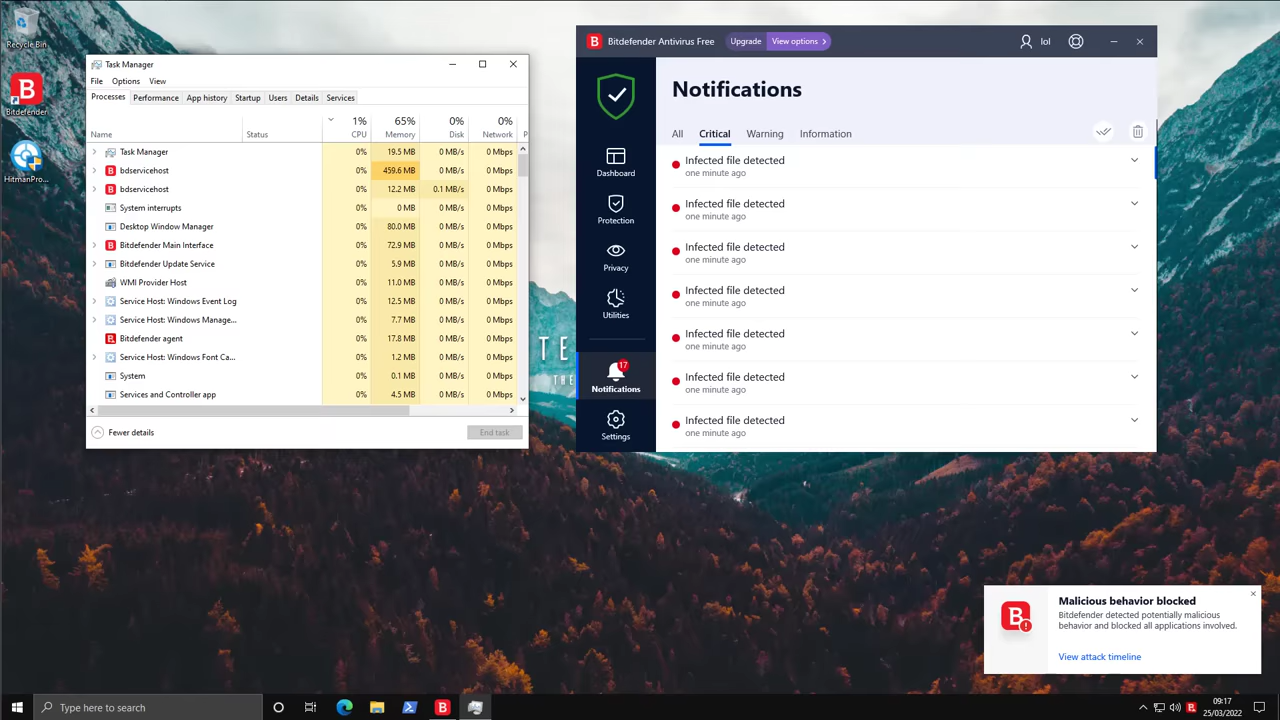 Recycle Bin
Bitdefender
HitmanPro...
Task Manager
File Options View
Processes Performance App history Startup Users Details Services
1% 65% 0% 0%
Name Status CPU Memory Disk Network P
Task Manager 0% 19.5 MB 0 MB/s 0 Mbps
bdservicehost 0% 459.6 MB 0 MB/s 0 Mbps
bdservicehost 0% 12.2 MB 0.1 MB/s 0 Mbps
System interrupts 0% 0 MB 0 MB/s 0 Mbps
Desktop Window Manager 0% 80.0 MB 0 MB/s 0 Mbps
Bitdefender Main Interface 0% 72.9 MB 0 MB/s 0 Mbps
Bitdefender Update Service 0% 5.9 MB 0 MB/s 0 Mbps
WMI Provider Host 0% 11.0 MB 0 MB/s 0 Mbps
Service Host: Windows Event Log 0% 12.5 MB 0 MB/s 0 Mbps
Service Host: Windows Manage... 0% 7.7 MB 0 MB/s 0 Mbps
Bitdefender agent 0% 17.8 MB 0 MB/s 0 Mbps
Service Host: Windows Font Ca... 0% 1.2 MB 0 MB/s 0 Mbps
System 0% 0.1 MB 0 MB/s 0 Mbps
Services and Controller app 0% 4.5 MB 0 MB/s 0 Mbps
Fewer details End task
T E
T H E
B Bitdefender Antivirus Free Upgrade View options lol
Dashboard
Protection
Privacy
Utilities
17
Notifications
Settings
Notifications
All Critical Warning Information
Infected file detected
one minute ago
Infected file detected
one minute ago
Infected file detected
one minute ago
Infected file detected
one minute ago
Infected file detected
one minute ago
Infected file detected
one minute ago
Infected file detected
one minute ago
Malicious behavior blocked
Bitdefender detected potentially malicious
behavior and blocked all applications involved.
View attack timeline
Type here to search
09:17
25/03/2022